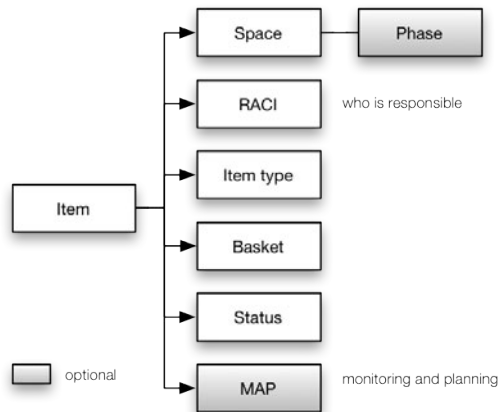 Space
Phase
RACI
who is responsible
Item type
Item
Basket
Status
optional
MAP
monitoring and planning